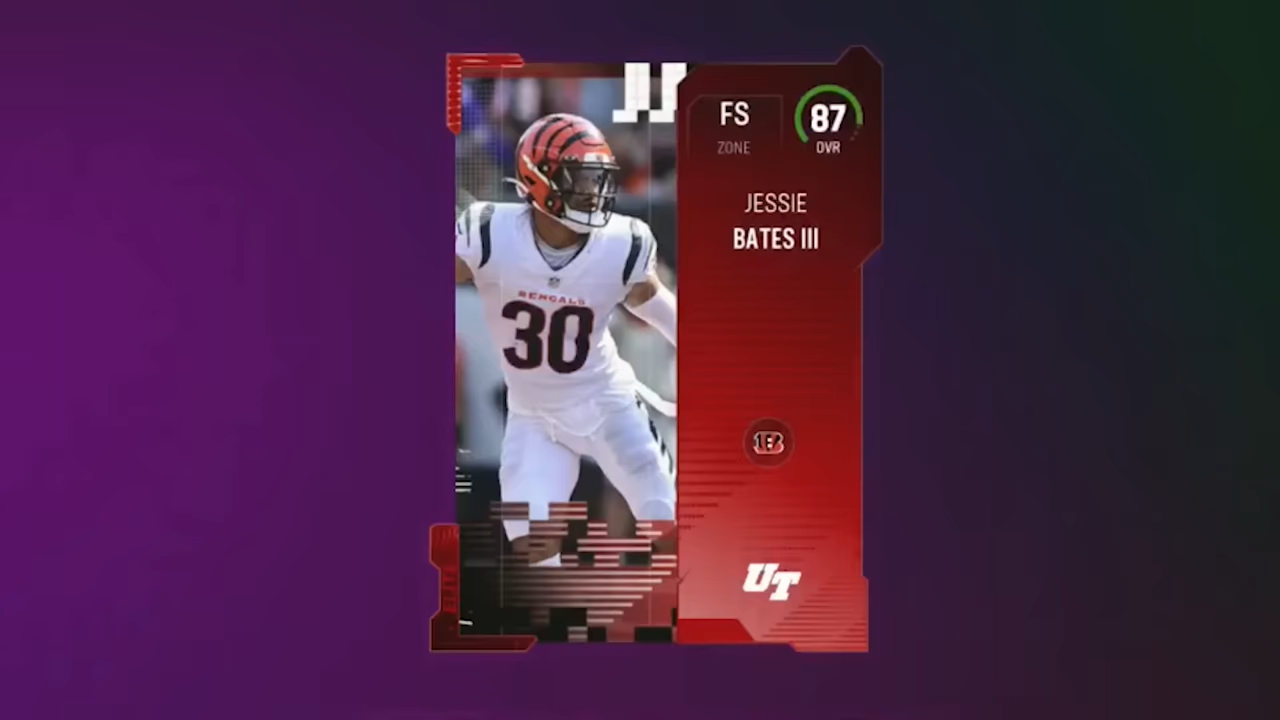 FS
ZONE
87
OVR
JESSIE
BATES III
BENGALS
30
UT